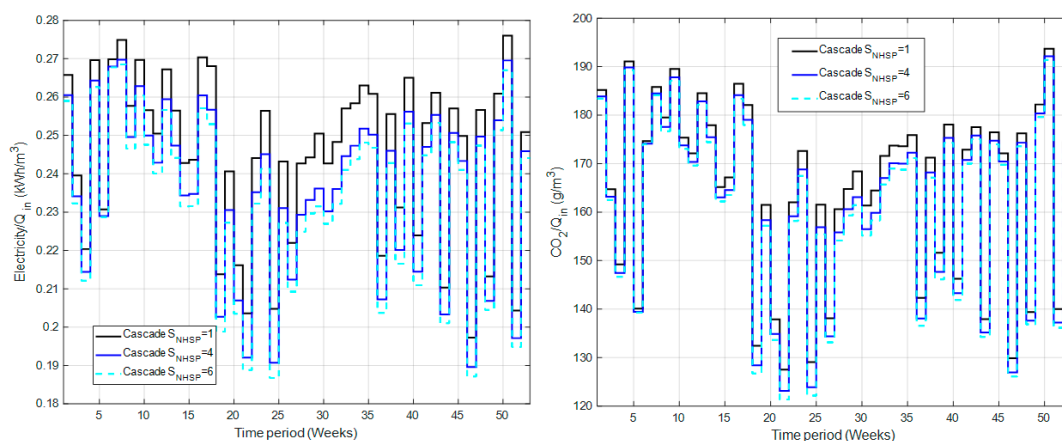 0.28
0.27
0.26
0.25
0.24
0.23
0.22
0.21
0.2
0.19
0.18
Electricity/Q_in (kWh/m³)
Cascade S_NHSP=1
Cascade S_NHSP=4
Cascade S_NHSP=6
5 10 15 20 25 30 35 40 45 50
Time period (Weeks)
200
190
180
170
160
150
140
130
120
CO₂/Q_in (g/m³)
Cascade S_NHSP=1
Cascade S_NHSP=4
Cascade S_NHSP=6
5 10 15 20 25 30 35 40 45 50
Time period (Weeks)